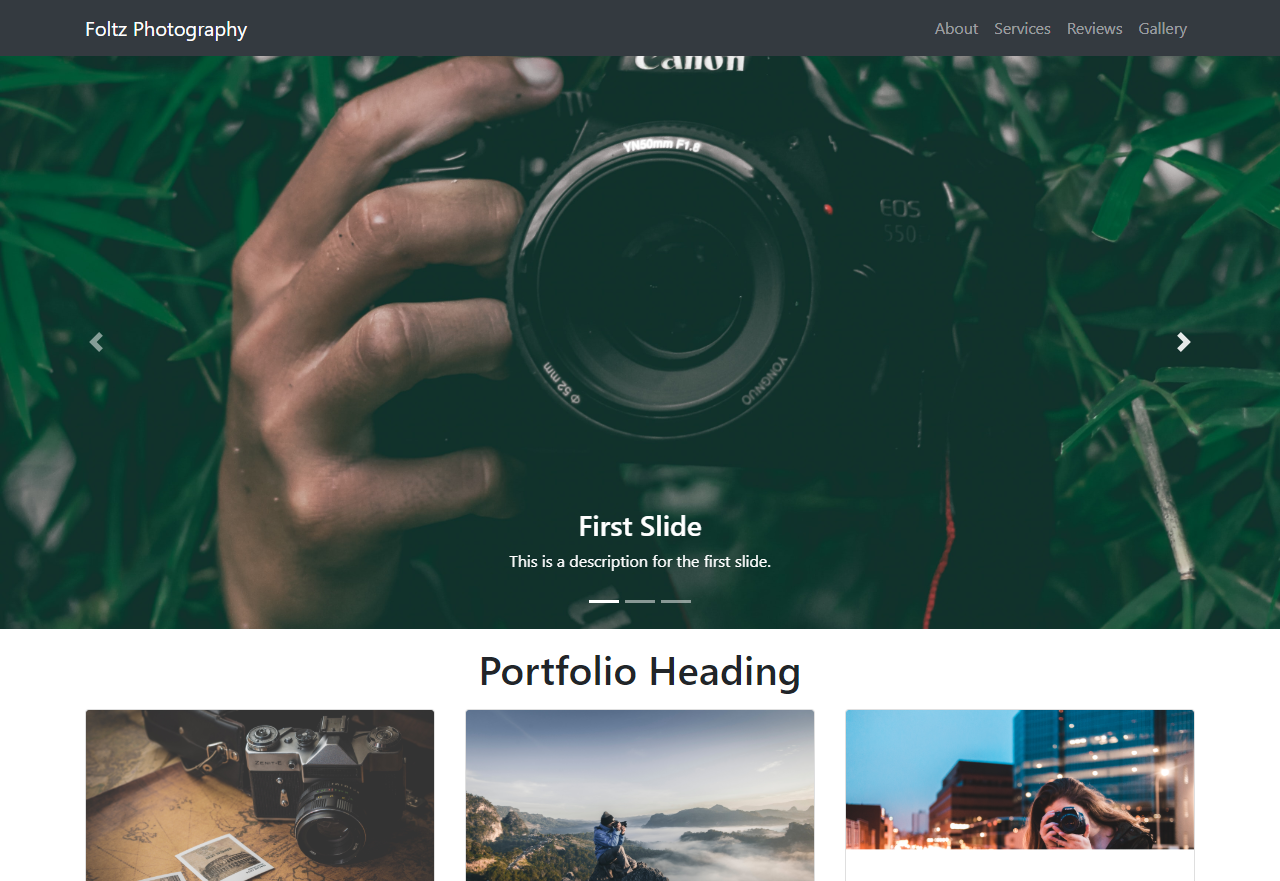 Foltz Photography
About Services Reviews Gallery
Canon
YN50mm F1.8
EOS
550
Φ 52 mm
YONGNUO
First Slide
This is a description for the first slide.
Portfolio Heading